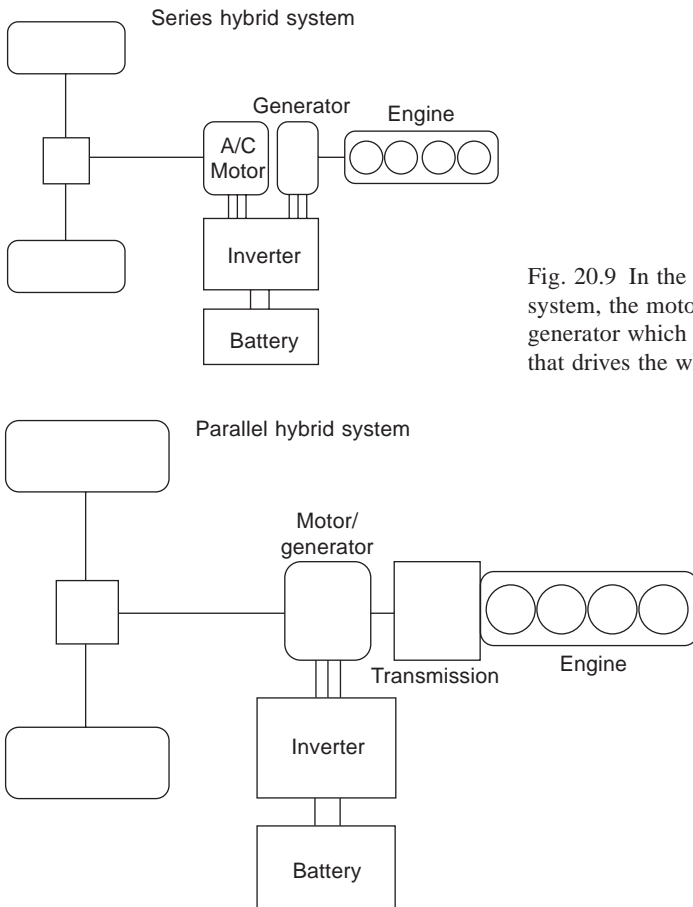 Series hybrid system
Generator
Engine
A/C
Motor
Inverter
Battery
Fig. 20.9 In the
system, the moto
generator which
that drives the w
Parallel hybrid system
Motor/
generator
Transmission
Engine
Inverter
Battery